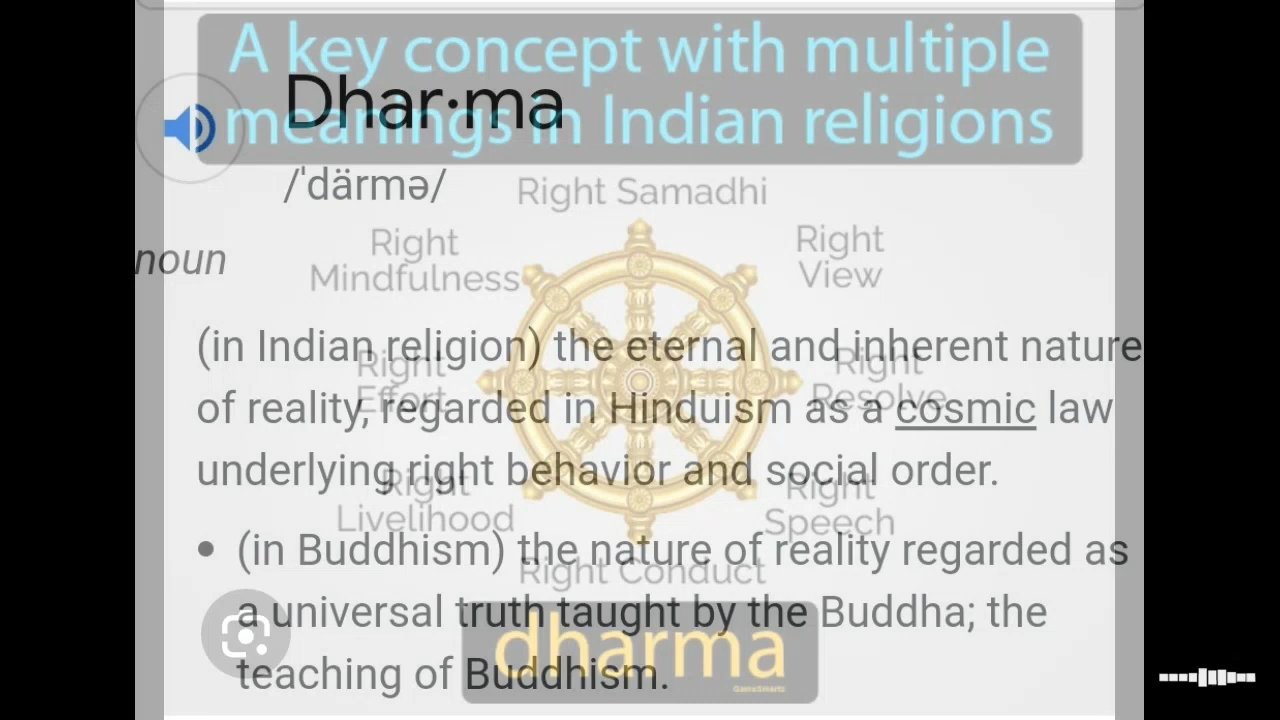 A key concept with multiple
meanings in Indian religions
Dhar·ma
/ˈdärmə/
noun
Right Samadhi
Right
Mindfulness
Right
View
(in Indian religion) the eternal and inherent nature
of reality, regarded in Hinduism as a cosmic law
underlying right behavior and social order.
Right
Effort
Right
Resolve
Right
Livelihood
Right
Speech
Right Conduct
• (in Buddhism) the nature of reality regarded as
a universal truth taught by the Buddha; the
teaching of Buddhism.
dharma